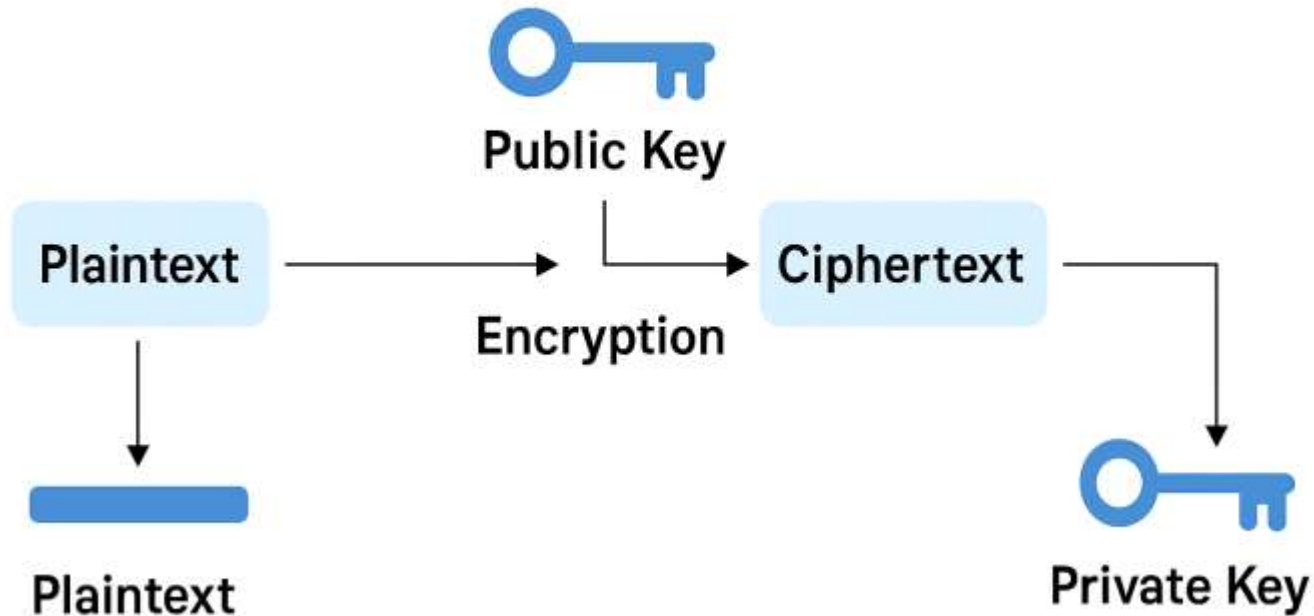 Public Key
Plaintext
Ciphertext
Encryption
Plaintext
Private Key